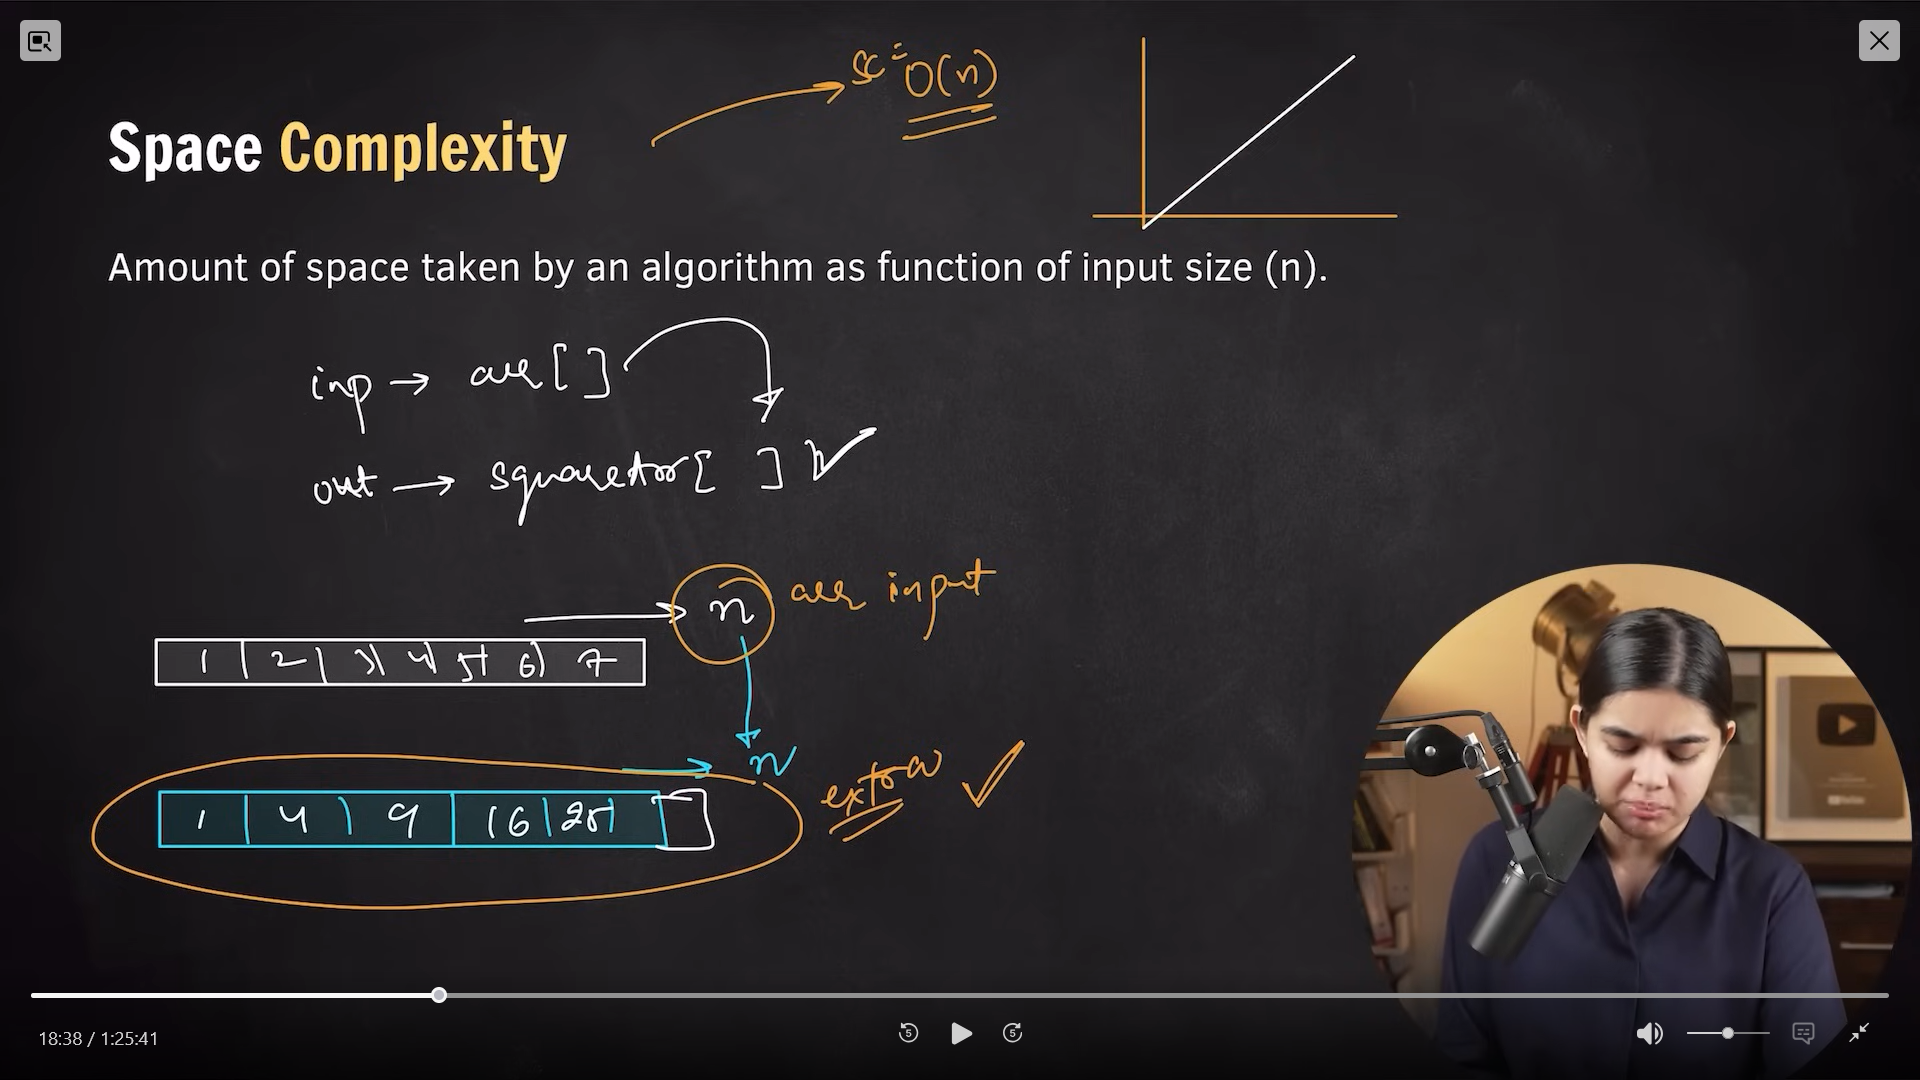 SC = O(n)
Space Complexity
Amount of space taken by an algorithm as function of input size (n).
inp → arr[ ]
out → squareArr[ ]
n arr input
1 | 2 | 3 | 4 | 5 | 6 | 7
n
extra ✓
1 | 4 | 9 | 16 | 25 |
18:38 / 1:25:41
5 5